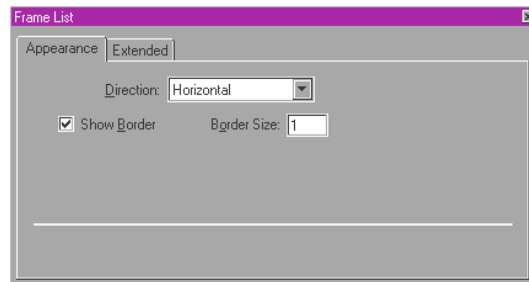 Frame List
Appearance Extended
Direction: Horizontal
Show Border Border Size: 1